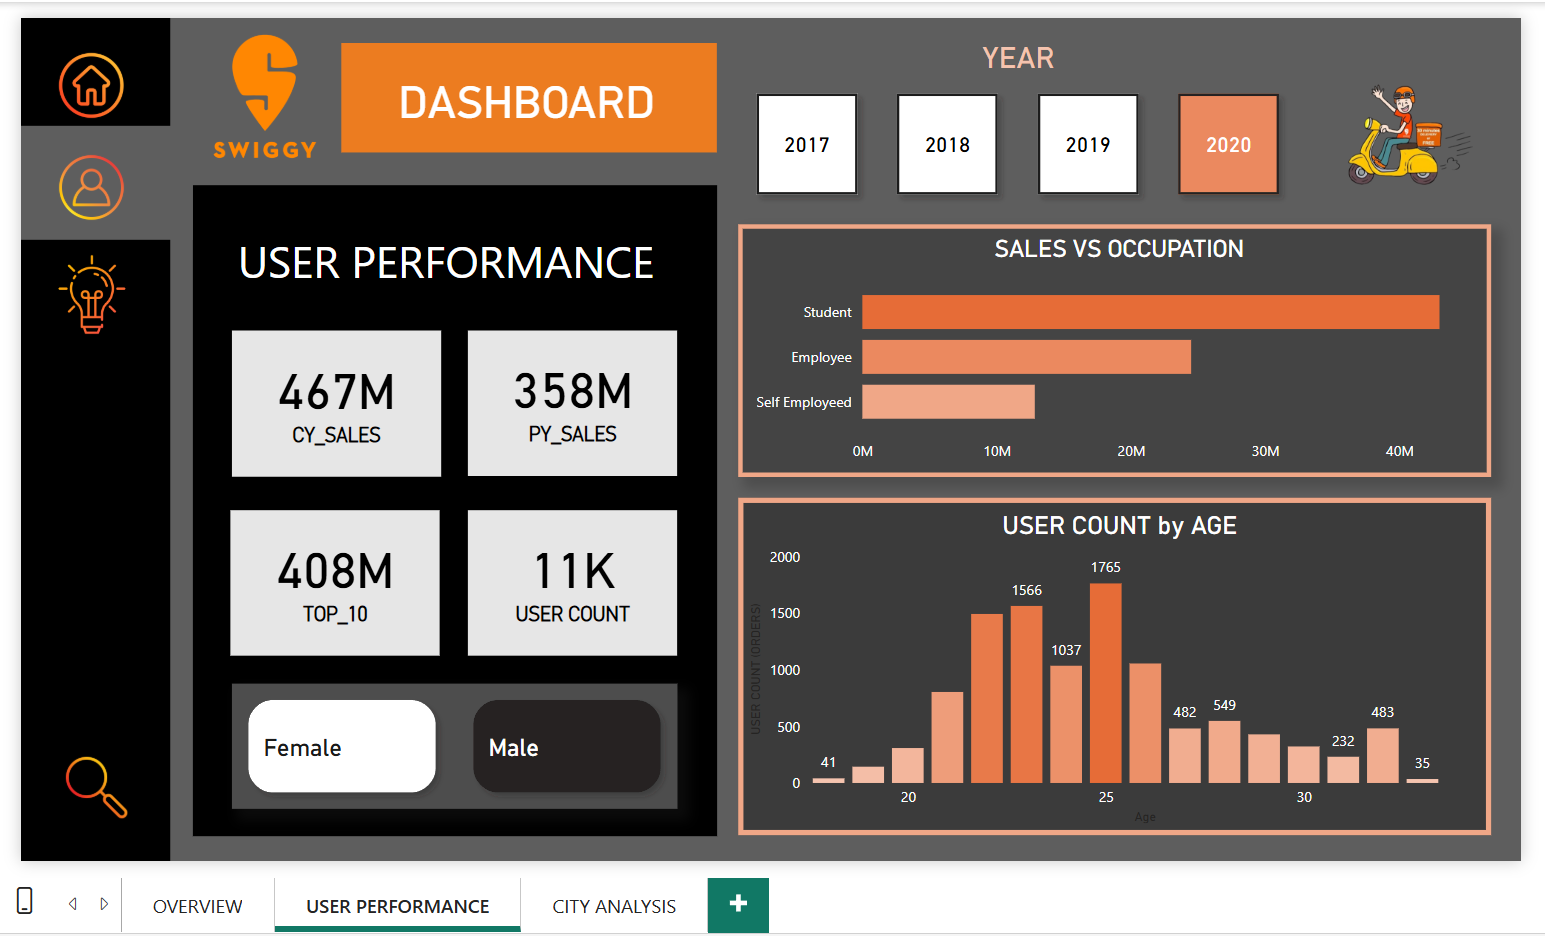 SWIGGY
DASHBOARD
YEAR
2017
2018
2019
2020
USER PERFORMANCE
467M
CY_SALES
358M
PY_SALES
408M
TOP_10
11K
USER COUNT
Female
Male
SALES VS OCCUPATION
Student
Employee
Self Employeed
0M 10M 20M 30M 40M
USER COUNT by AGE
USER COUNT (ORDERS)
2000
1500
1000
500
0
41
1566
1037
1765
482
549
232
483
35
20 25 30
Age
OVERVIEW
USER PERFORMANCE
CITY ANALYSIS
+